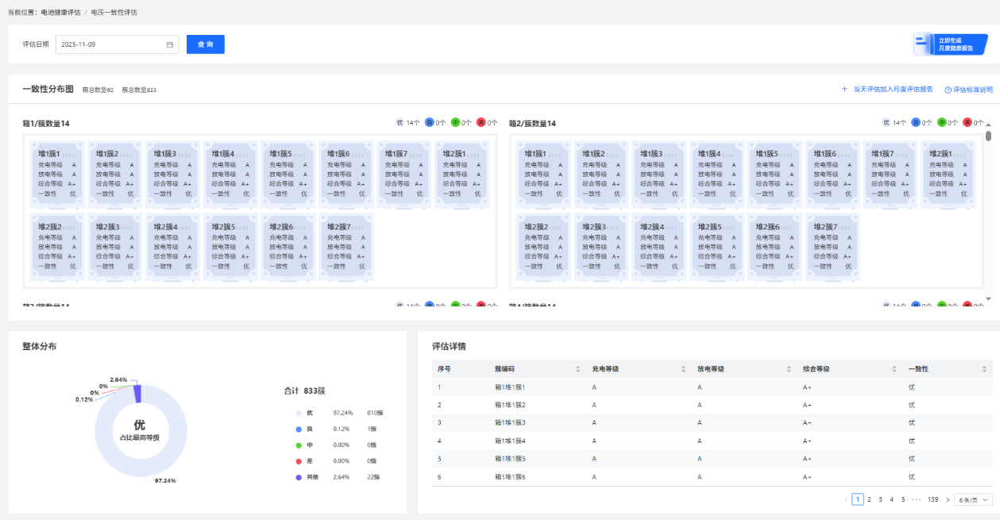 当前位置：电池健康评估 / 电压一致性评估
评估日期 2025-11-09 查 询
立即生成
月度健康报告
一致性分布图 箱总数量60 簇总数量833
+ 当天评估加入月度评估报告 评估标准说明
箱1/簇数量14 优 14个 良 0个 中 0个 差 0个
箱2/簇数量14 优 14个 良 0个 中 0个 差 0个
堆1簇1 堆1簇2 堆1簇3 堆1簇4 堆1簇5 堆1簇6 堆1簇7 堆2簇1
充电等级 A 充电等级 A 充电等级 A 充电等级 A 充电等级 A 充电等级 A 充电等级 A 充电等级 A
放电等级 A 放电等级 A 放电等级 A 放电等级 A 放电等级 A 放电等级 A 放电等级 A 放电等级 A
综合等级 A+ 综合等级 A+ 综合等级 A+ 综合等级 A+ 综合等级 A+ 综合等级 A+ 综合等级 A+ 综合等级 A+
一致性 优 一致性 优 一致性 优 一致性 优 一致性 优 一致性 优 一致性 优 一致性 优
堆2簇2 堆2簇3 堆2簇4 堆2簇5 堆2簇6 堆2簇7
充电等级 A 充电等级 A 充电等级 A 充电等级 A 充电等级 A 充电等级 A
放电等级 A 放电等级 A 放电等级 A 放电等级 A 放电等级 A 放电等级 A
综合等级 A+ 综合等级 A+ 综合等级 A+ 综合等级 A+ 综合等级 A+ 综合等级 A+
一致性 优 一致性 优 一致性 优 一致性 优 一致性 优 一致性 优
堆1簇1 堆1簇2 堆1簇3 堆1簇4 堆1簇5 堆1簇6 堆1簇7 堆2簇1
充电等级 A 充电等级 A 充电等级 A 充电等级 A 充电等级 A 充电等级 A 充电等级 A 充电等级 A
放电等级 A 放电等级 A 放电等级 A 放电等级 A 放电等级 A 放电等级 A 放电等级 A 放电等级 A
综合等级 A+ 综合等级 A+ 综合等级 A+ 综合等级 A+ 综合等级 A+ 综合等级 A+ 综合等级 A+ 综合等级 A+
一致性 优 一致性 优 一致性 优 一致性 优 一致性 优 一致性 优 一致性 优 一致性 优
堆2簇2 堆2簇3 堆2簇4 堆2簇5 堆2簇6 堆2簇7
充电等级 A 充电等级 A 充电等级 A 充电等级 A 充电等级 A 充电等级 A
放电等级 A 放电等级 A 放电等级 A 放电等级 A 放电等级 A 放电等级 A
综合等级 A+ 综合等级 A+ 综合等级 A+ 综合等级 A+ 综合等级 A+ 综合等级 A+
一致性 优 一致性 优 一致性 优 一致性 优 一致性 优 一致性 优
整体分布
2.64%
0%
0%
0.12%
优
占比最高等级
97.24%
合计 833簇
优 97.24% 810簇
良 0.12% 1簇
中 0.00% 0簇
差 0.00% 0簇
其他 2.64% 22簇
评估详情
序号 簇编码 充电等级 放电等级 综合等级 一致性
1 箱1堆1簇1 A A A+ 优
2 箱1堆1簇2 A A A+ 优
3 箱1堆1簇3 A A A+ 优
4 箱1堆1簇4 A A A+ 优
5 箱1堆1簇5 A A A+ 优
6 箱1堆1簇6 A A A+ 优
< 1 2 3 4 5 ••• 139 > 6 条/页